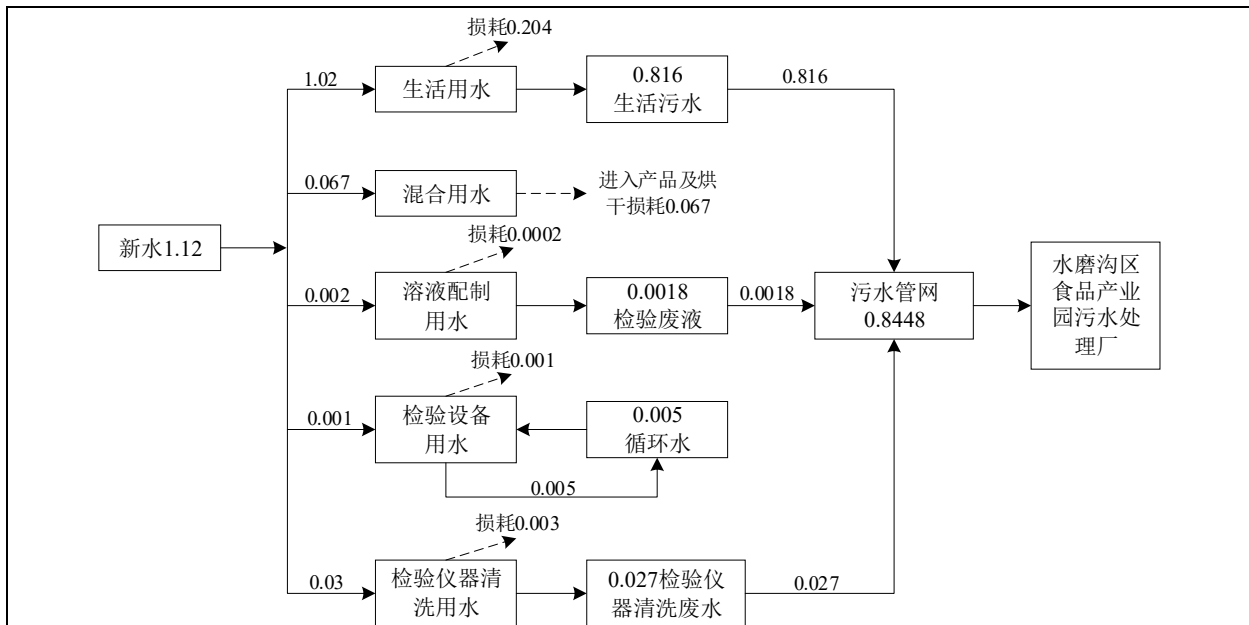 损耗0.204
1.02
生活用水
0.816
生活污水
0.816
0.067
混合用水
进入产品及烘
干损耗0.067
新水1.12
损耗0.0002
0.002
溶液配制
用水
0.0018
检验废液
0.0018
污水管网
0.8448
水磨沟区
食品产业
园污水处
理厂
损耗0.001
0.001
检验设备
用水
0.005
循环水
0.005
损耗0.003
0.03
检验仪器清
洗用水
0.027检验仪
器清洗废水
0.027